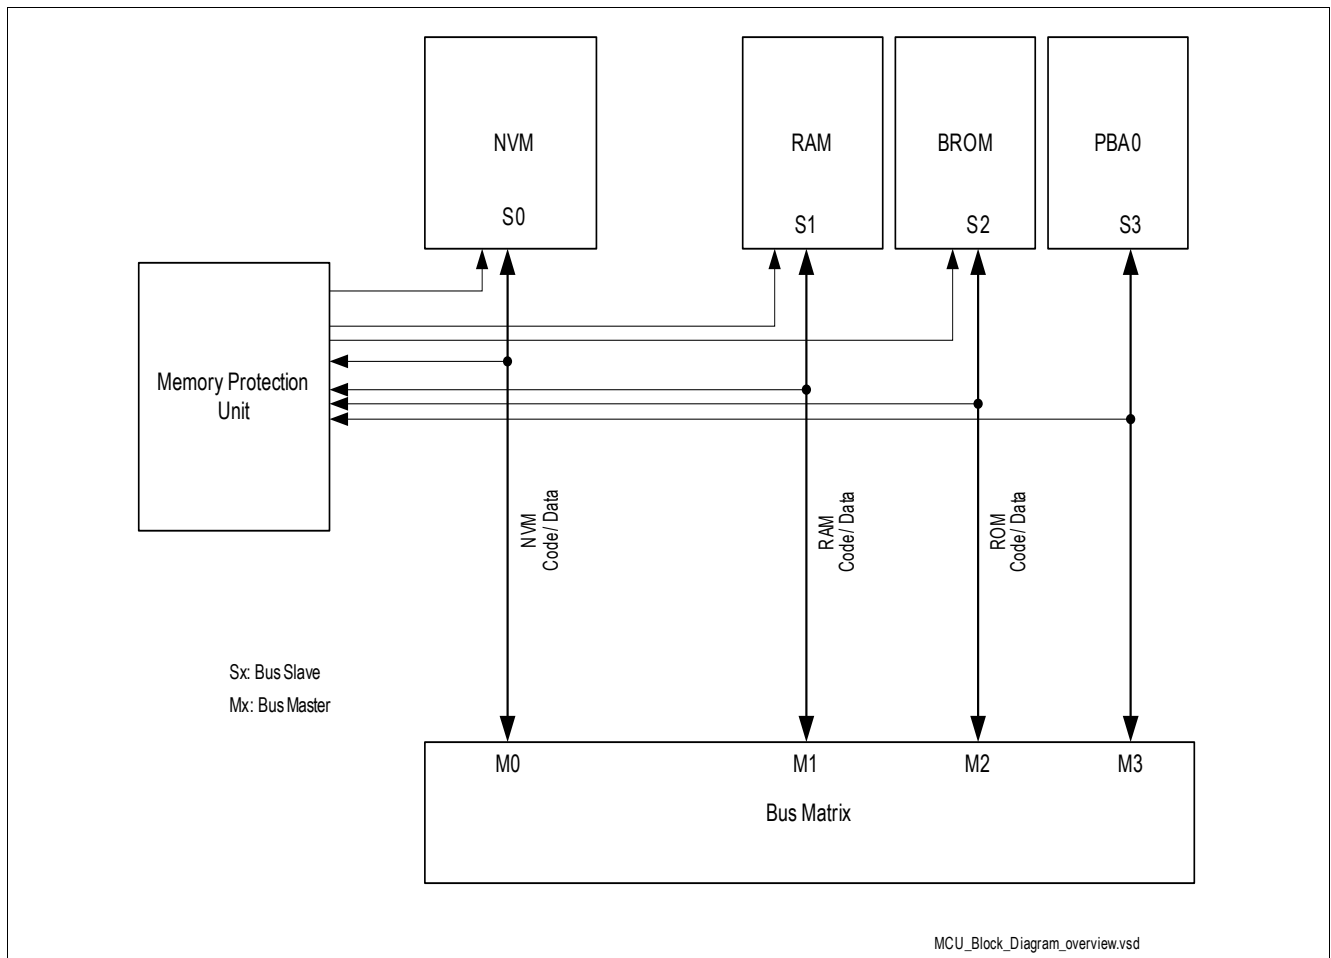 NVM
S0
RAM
S1
BROM
S2
PBA0
S3
Memory Protection
Unit
NVM
Code/ Data
RAM
Code/ Data
ROM
Code/ Data
Sx: Bus Slave
Mx: Bus Master
M0
M1
M2
M3
Bus Matrix
MCU_Block_Diagram_overview.vsd